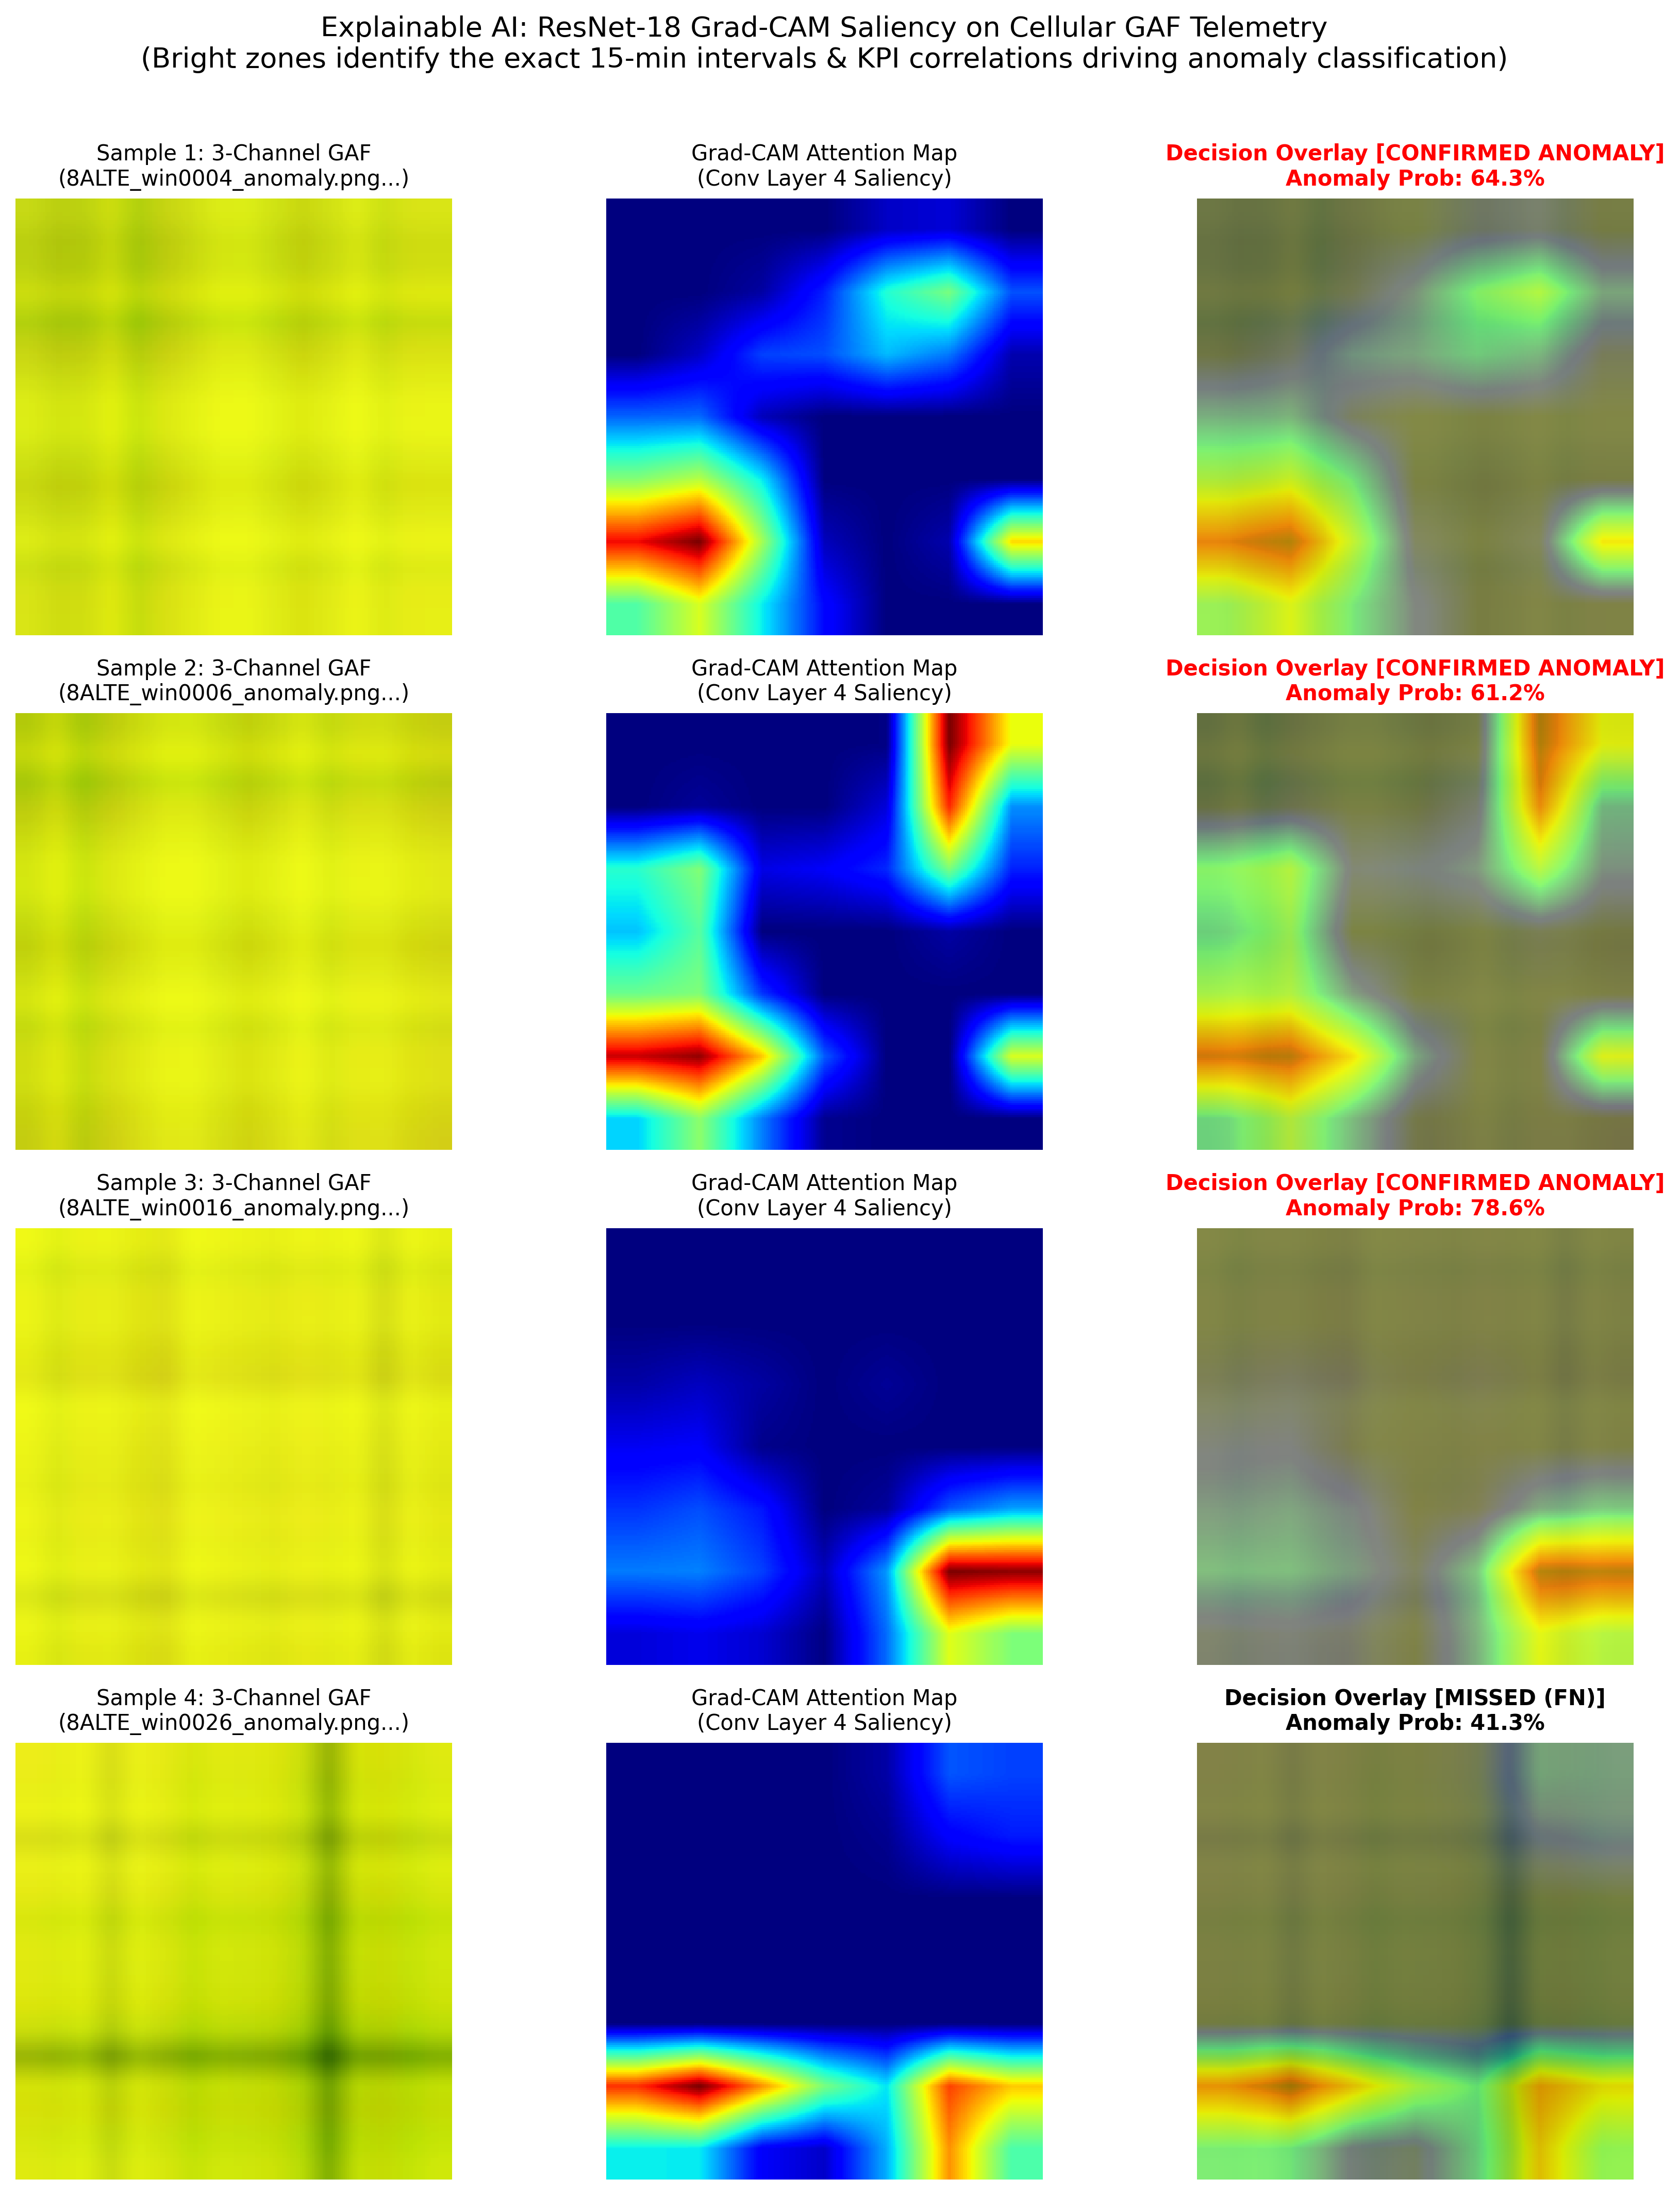 Explainable AI: ResNet-18 Grad-CAM Saliency on Cellular GAF Telemetry
(Bright zones identify the exact 15-min intervals & KPI correlations driving anomaly classification)
Sample 1: 3-Channel GAF
(8ALTE_win0004_anomaly.png...)
Grad-CAM Attention Map
(Conv Layer 4 Saliency)
Decision Overlay [CONFIRMED ANOMALY]
Anomaly Prob: 64.3%
Sample 2: 3-Channel GAF
(8ALTE_win0006_anomaly.png...)
Grad-CAM Attention Map
(Conv Layer 4 Saliency)
Decision Overlay [CONFIRMED ANOMALY]
Anomaly Prob: 61.2%
Sample 3: 3-Channel GAF
(8ALTE_win0016_anomaly.png...)
Grad-CAM Attention Map
(Conv Layer 4 Saliency)
Decision Overlay [CONFIRMED ANOMALY]
Anomaly Prob: 78.6%
Sample 4: 3-Channel GAF
(8ALTE_win0026_anomaly.png...)
Grad-CAM Attention Map
(Conv Layer 4 Saliency)
Decision Overlay [MISSED (FN)]
Anomaly Prob: 41.3%